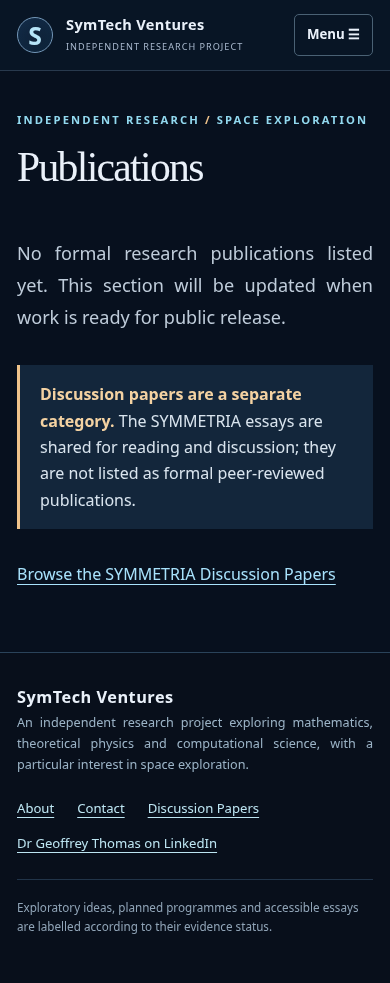 S
SymTech Ventures
INDEPENDENT RESEARCH PROJECT
Menu ☰
INDEPENDENT RESEARCH / SPACE EXPLORATION
Publications
No formal research publications listed
yet. This section will be updated when
work is ready for public release.
Discussion papers are a separate
category. The SYMMETRIA essays are
shared for reading and discussion; they
are not listed as formal peer-reviewed
publications.
Browse the SYMMETRIA Discussion Papers
SymTech Ventures
An independent research project exploring mathematics,
theoretical physics and computational science, with a
particular interest in space exploration.
About Contact Discussion Papers
Dr Geoffrey Thomas on LinkedIn
Exploratory ideas, planned programmes and accessible essays
are labelled according to their evidence status.